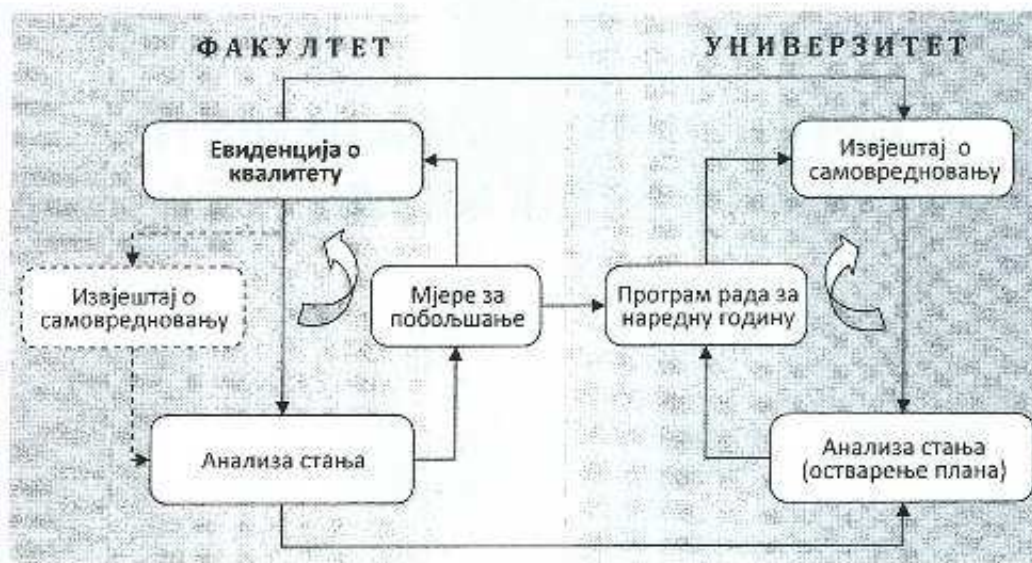 ФАКУЛТЕТ
УНИВЕРЗИТЕТ
Евиденција о
квалитету
Извјештај о
самовредновању
Извјештај о
самовредновању
Мјере за
побољшање
Програм рада за
наредну годину
Анализа стања
Анализа стања
(остварење плана)